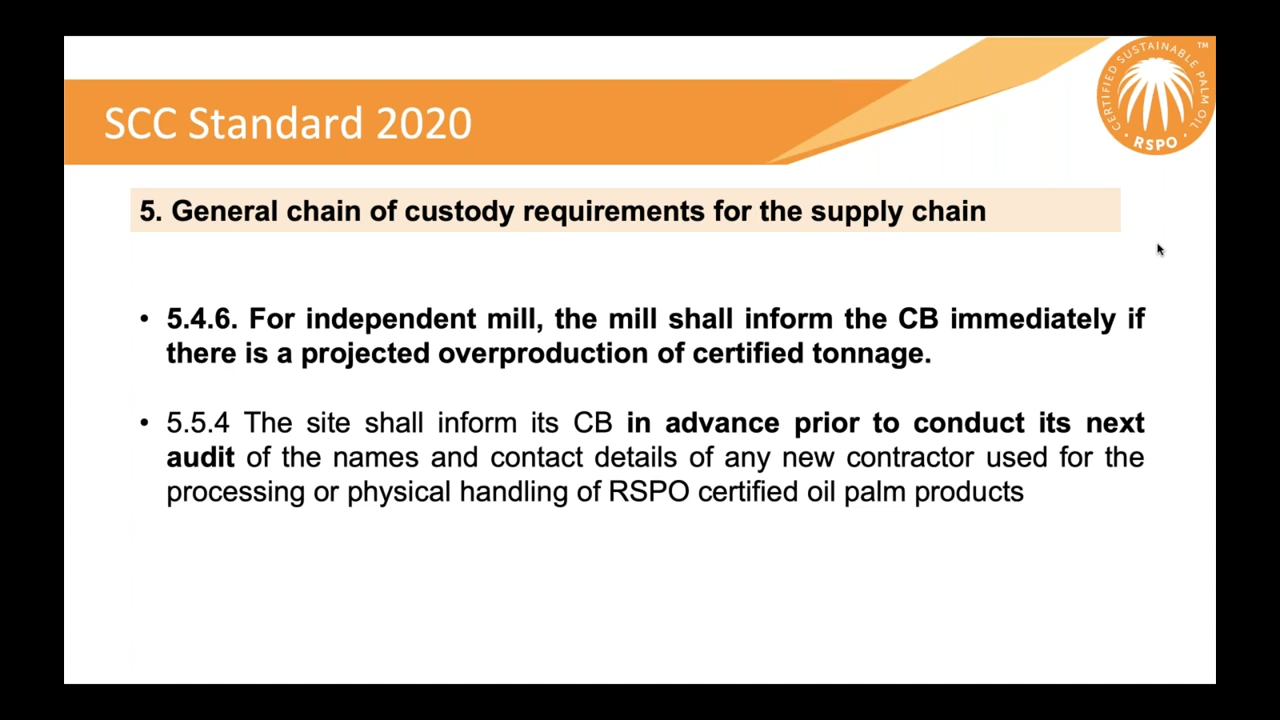 SCC Standard 2020
CERTIFIED SUSTAINABLE PALM OIL ™
· RSPO ·
5. General chain of custody requirements for the supply chain
• 5.4.6. For independent mill, the mill shall inform the CB immediately if
there is a projected overproduction of certified tonnage.
• 5.5.4 The site shall inform its CB in advance prior to conduct its next
audit of the names and contact details of any new contractor used for the
processing or physical handling of RSPO certified oil palm products